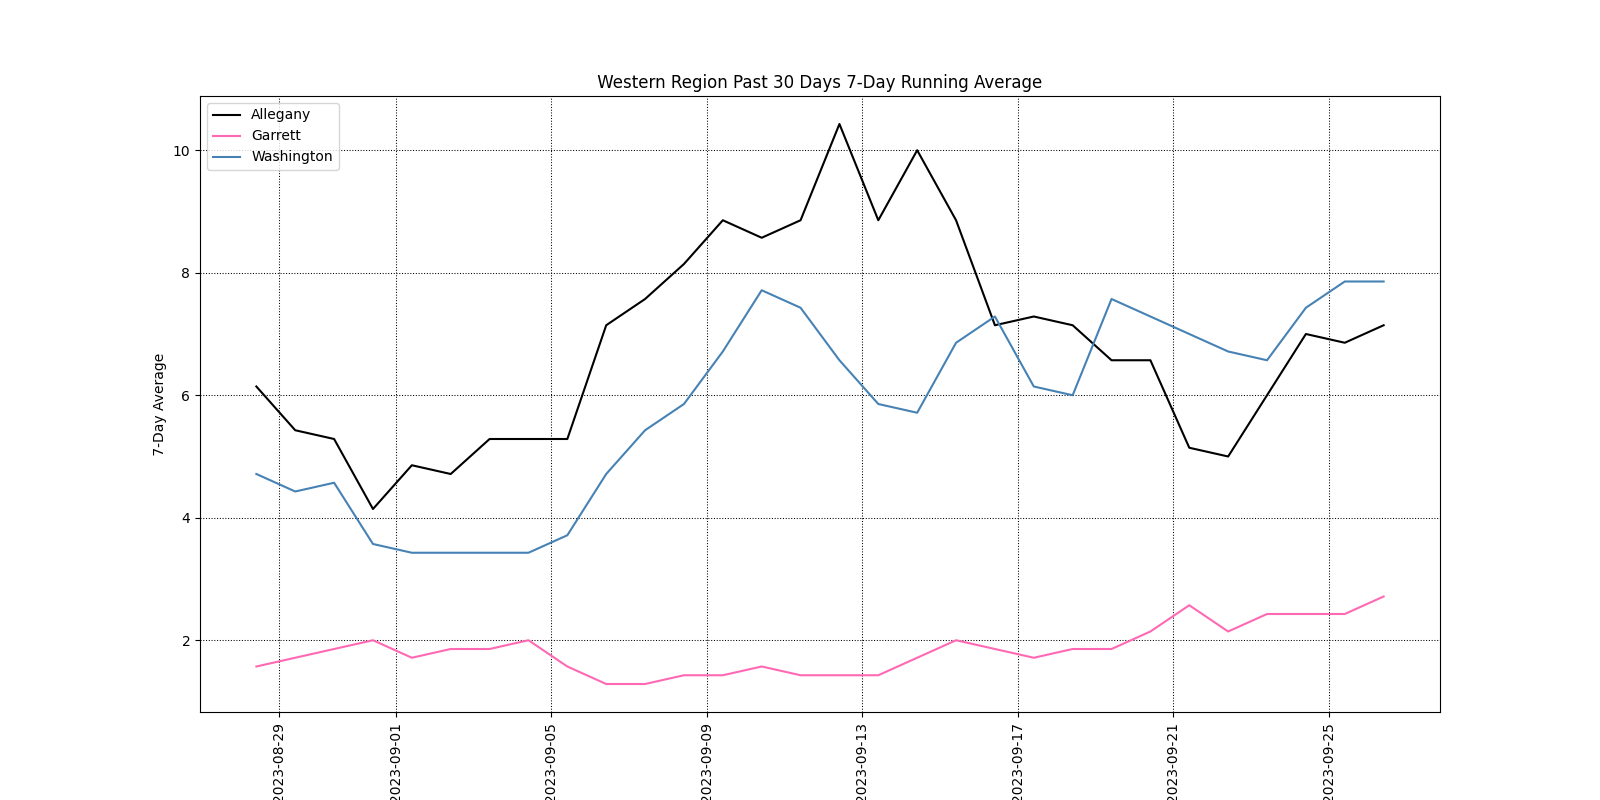 Western Region Past 30 Days 7-Day Running Average
Allegany
Garrett
Washington
10
8
6
4
2
7-Day Average
2023-08-29
2023-09-01
2023-09-05
2023-09-09
2023-09-13
2023-09-17
2023-09-21
2023-09-25